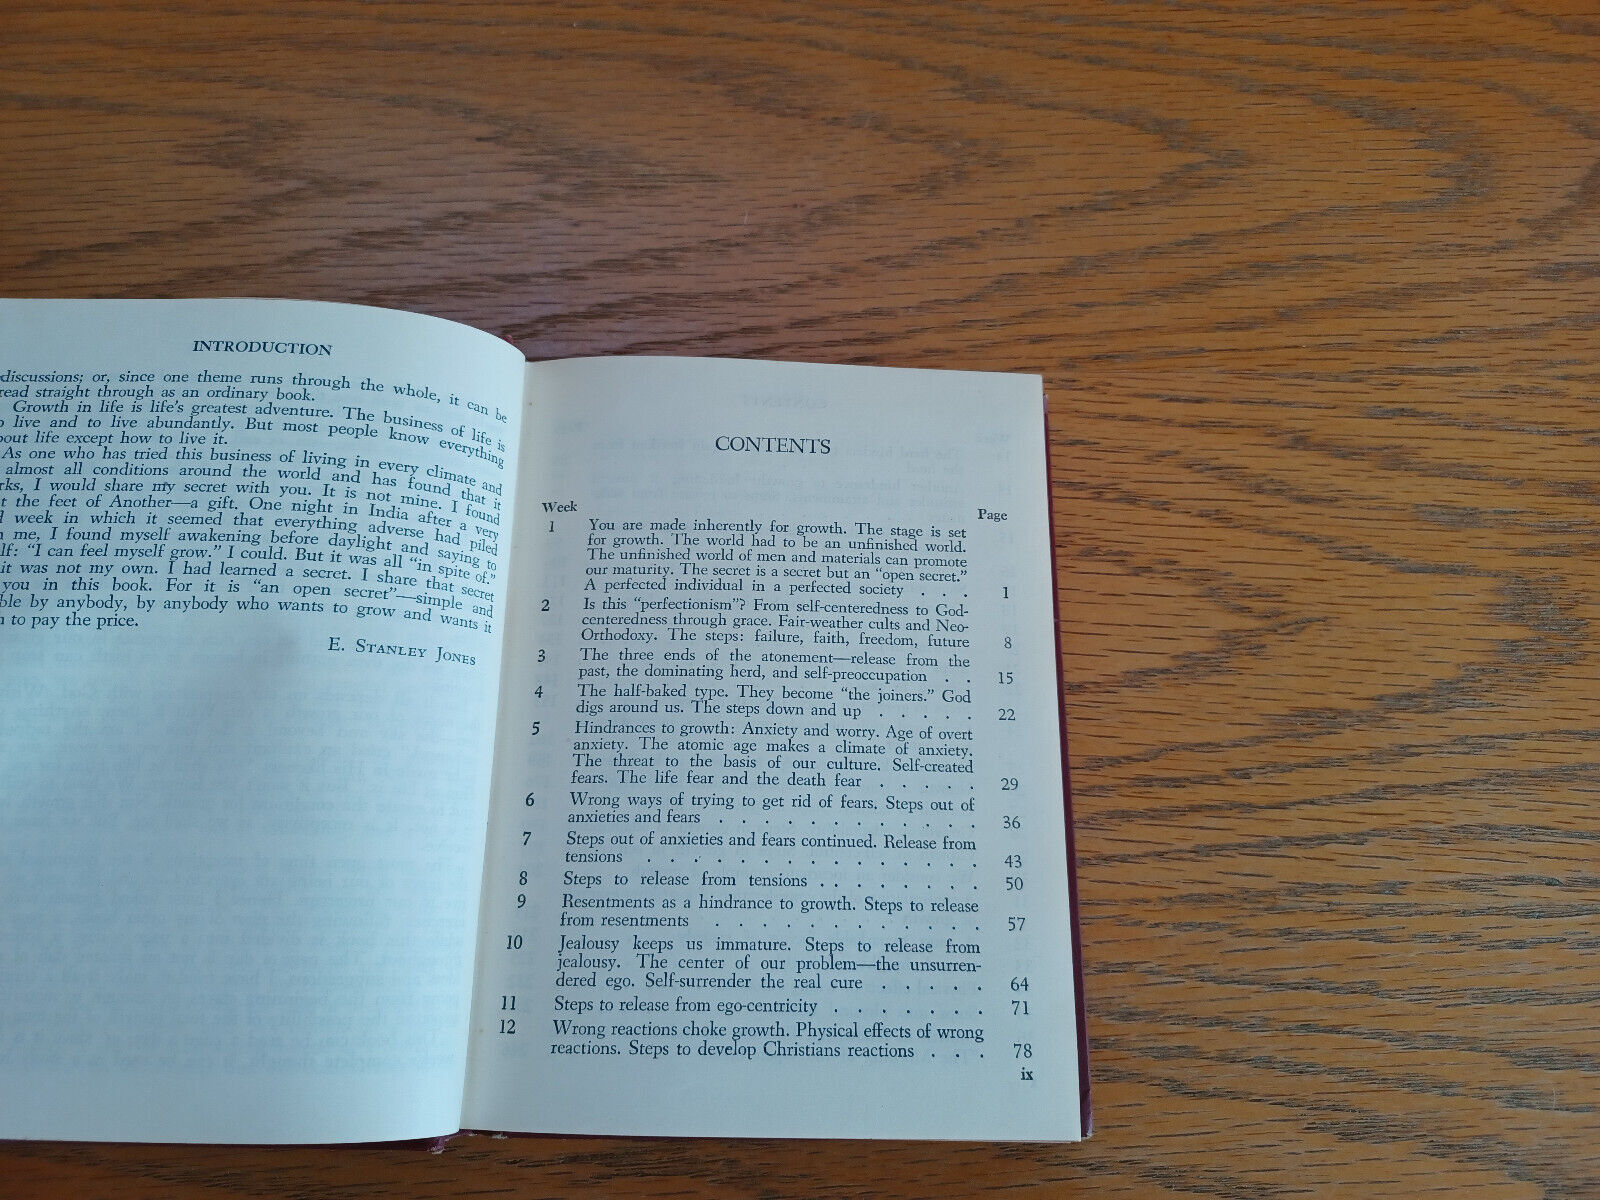 INTRODUCTION
discussions; or, since one theme runs through the whole, it can be
read straight through as an ordinary book.
Growth in life is life's greatest adventure. The business of life is
live and to live abundantly. But most people know everything
life except how to live it.
As one who has tried this business of living in every climate and
almost all conditions around the world and has found that it
I would share my secret with you. It is not mine. I found
the feet of Another—a gift. One night in India after a very
week in which it seemed that everything adverse had piled
me, I found myself awakening before daylight and saying to
"I can feel myself grow." I could. But it was all "in spite of."
it was not my own. I had learned a secret. I share that secret
you in this book. For it is "an open secret"—simple and
by anybody, by anybody who wants to grow and wants it
to pay the price.
E. STANLEY JONES
CONTENTS
Week
Page
1 You are made inherently for growth. The stage is set
for growth. The world had to be an unfinished world.
The unfinished world of men and materials can promote
our maturity. The secret is a secret but an "open secret."
A perfected individual in a perfected society . . . 1
2 Is this "perfectionism"? From self-centeredness to God-
centeredness through grace. Fair-weather cults and Neo-
Orthodoxy. The steps: failure, faith, freedom, future 8
3 The three ends of the atonement—release from the
past, the dominating herd, and self-preoccupation . . 15
4 The half-baked type. They become "the joiners." God
digs around us. The steps down and up . . . . . 22
5 Hindrances to growth: Anxiety and worry. Age of overt
anxiety. The atomic age makes a climate of anxiety.
The threat to the basis of our culture. Self-created
fears. The life fear and the death fear . . . . . 29
6 Wrong ways of trying to get rid of fears. Steps out of
anxieties and fears . . . . . . . . . . . . 36
7 Steps out of anxieties and fears continued. Release from
tensions . . . . . . . . . . . . . . 43
8 Steps to release from tensions . . . . . . . . 50
9 Resentments as a hindrance to growth. Steps to release
from resentments . . . . . . . . . . . . 57
10 Jealousy keeps us immature. Steps to release from
jealousy. The center of our problem—the unsurren-
dered ego. Self-surrender the real cure . . . . . 64
11 Steps to release from ego-centricity . . . . . . . 71
12 Wrong reactions choke growth. Physical effects of wrong
reactions. Steps to develop Christians reactions . . . 78
ix